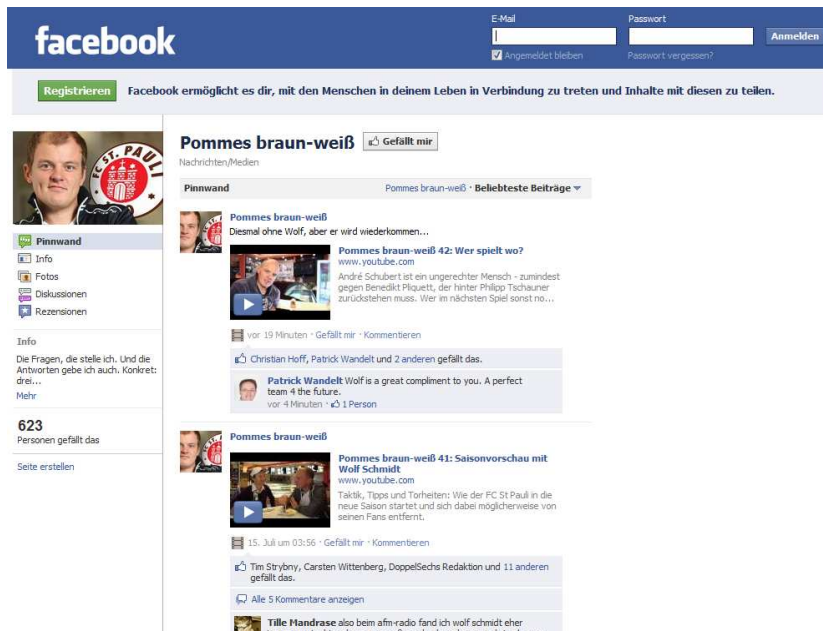 facebook
E-Mail
Passwort
Anmelden
Angemeldet bleiben
Passwort vergessen?
Registrieren
Facebook ermöglicht es dir, mit den Menschen in deinem Leben in Verbindung zu treten und Inhalte mit diesen zu teilen.
FC ST. PAULI
Pinnwand
Info
Fotos
Diskussionen
Rezensionen
Info
Die Fragen, die stelle ich. Und die
Antworten gebe ich auch. Konkret:
drei...
Mehr
623
Personen gefällt das
Seite erstellen
Pommes braun-weiß
Gefällt mir
Nachrichten/Medien
Pinnwand
Pommes braun-weiß · Beliebteste Beiträge
Pommes braun-weiß
Diesmal ohne Wolf, aber er wird wiederkommen...
Pommes braun-weiß 42: Wer spielt wo?
www.youtube.com
André Schubert ist ein ungerechter Mensch - zumindest
gegen Benedikt Pliquett, der hinter Philipp Tschauner
zurückstehen muss. Wer im nächsten Spiel sonst no...
vor 19 Minuten · Gefällt mir · Kommentieren
Christian Hoff, Patrick Wandelt und 2 anderen gefällt das.
Patrick Wandelt Wolf is a great compliment to you. A perfect
team 4 the future.
vor 4 Minuten · 1 Person
Pommes braun-weiß
Pommes braun-weiß 41: Saisonvorschau mit
Wolf Schmidt
www.youtube.com
Taktik, Tipps und Torheiten: Wie der FC St Pauli in die
neue Saison startet und sich dabei möglicherweise von
seinen Fans entfernt.
15. Juli um 03:56 · Gefällt mir · Kommentieren
Tim Strybny, Carsten Wittenberg, DoppelSechs Redaktion und 11 anderen
gefällt das.
Alle 5 Kommentare anzeigen
Tille Mandrase also beim afm-radio fand ich wolf schmidt eher